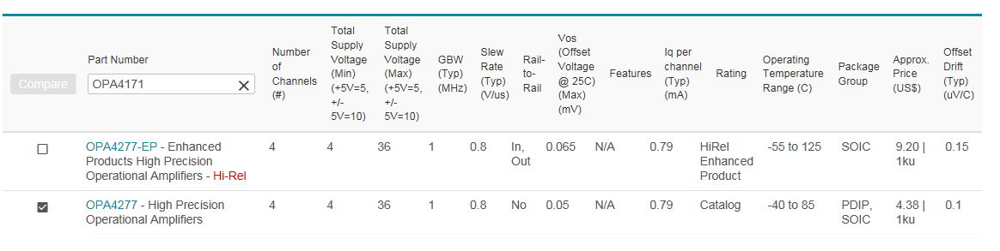 Compare
Part Number
OPA4171
Number
of
Channels
(#)
Total
Supply
Voltage
(Min)
(+5V=5,
+/-
5V=10)
Total
Supply
Voltage
(Max)
(+5V=5,
+/-
5V=10)
GBW
(Typ)
(MHz)
Slew
Rate
(Typ)
(V/us)
Rail-
to-
Rail
Vos
(Offset
Voltage
@ 25C)
(Max)
(mV)
Features
Iq per
channel
(Typ)
(mA)
Rating
Operating
Temperature
Range (C)
Package
Group
Approx.
Price
(US$)
Offset
Drift
(Typ)
(uV/C)
OPA4277-EP - Enhanced
Products High Precision
Operational Amplifiers - Hi-Rel
4
4
36
1
0.8
In,
Out
0.065
N/A
0.79
HiRel
Enhanced
Product
-55 to 125
SOIC
9.20 |
1ku
0.15
OPA4277 - High Precision
Operational Amplifiers
4
4
36
1
0.8
No
0.05
N/A
0.79
Catalog
-40 to 85
PDIP,
SOIC
4.38 |
1ku
0.1